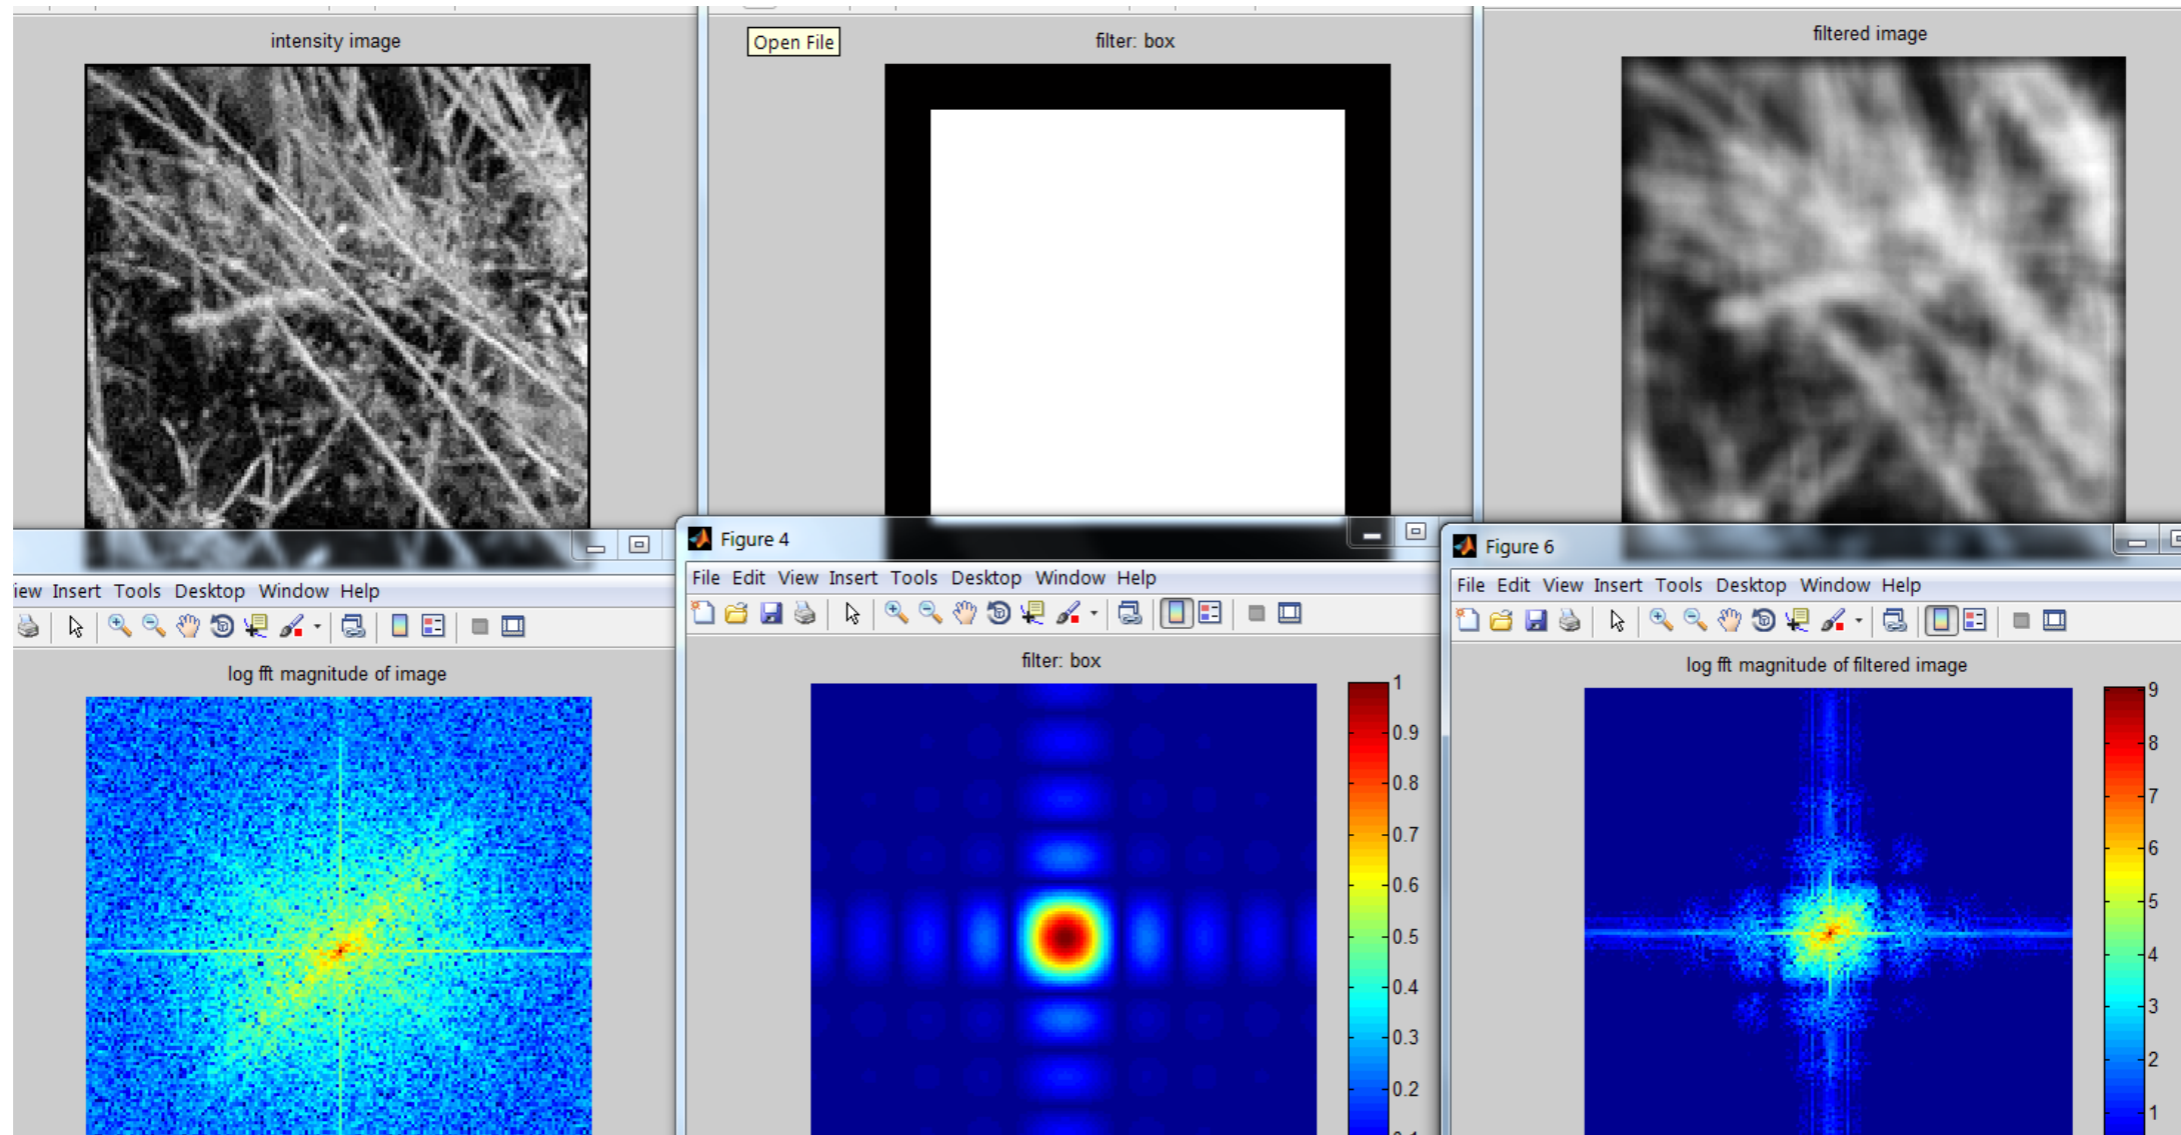 intensity image
Open File
filter: box
filtered image
Figure 4
Figure 6
iew Insert Tools Desktop Window Help
File Edit View Insert Tools Desktop Window Help
File Edit View Insert Tools Desktop Window Help
log fft magnitude of image
filter: box
1
0.9
0.8
0.7
0.6
0.5
0.4
0.3
0.2
log fft magnitude of filtered image
9
8
7
6
5
4
3
2
1